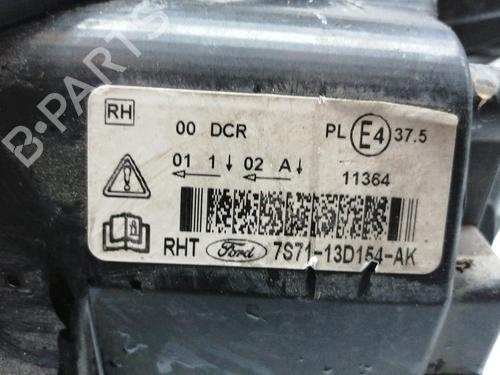 B-PARTS
RH
00 DCR PL E4 37.5
01 1↓ 02 A↓
11364
RHT Ford 7S71-13D154-AK